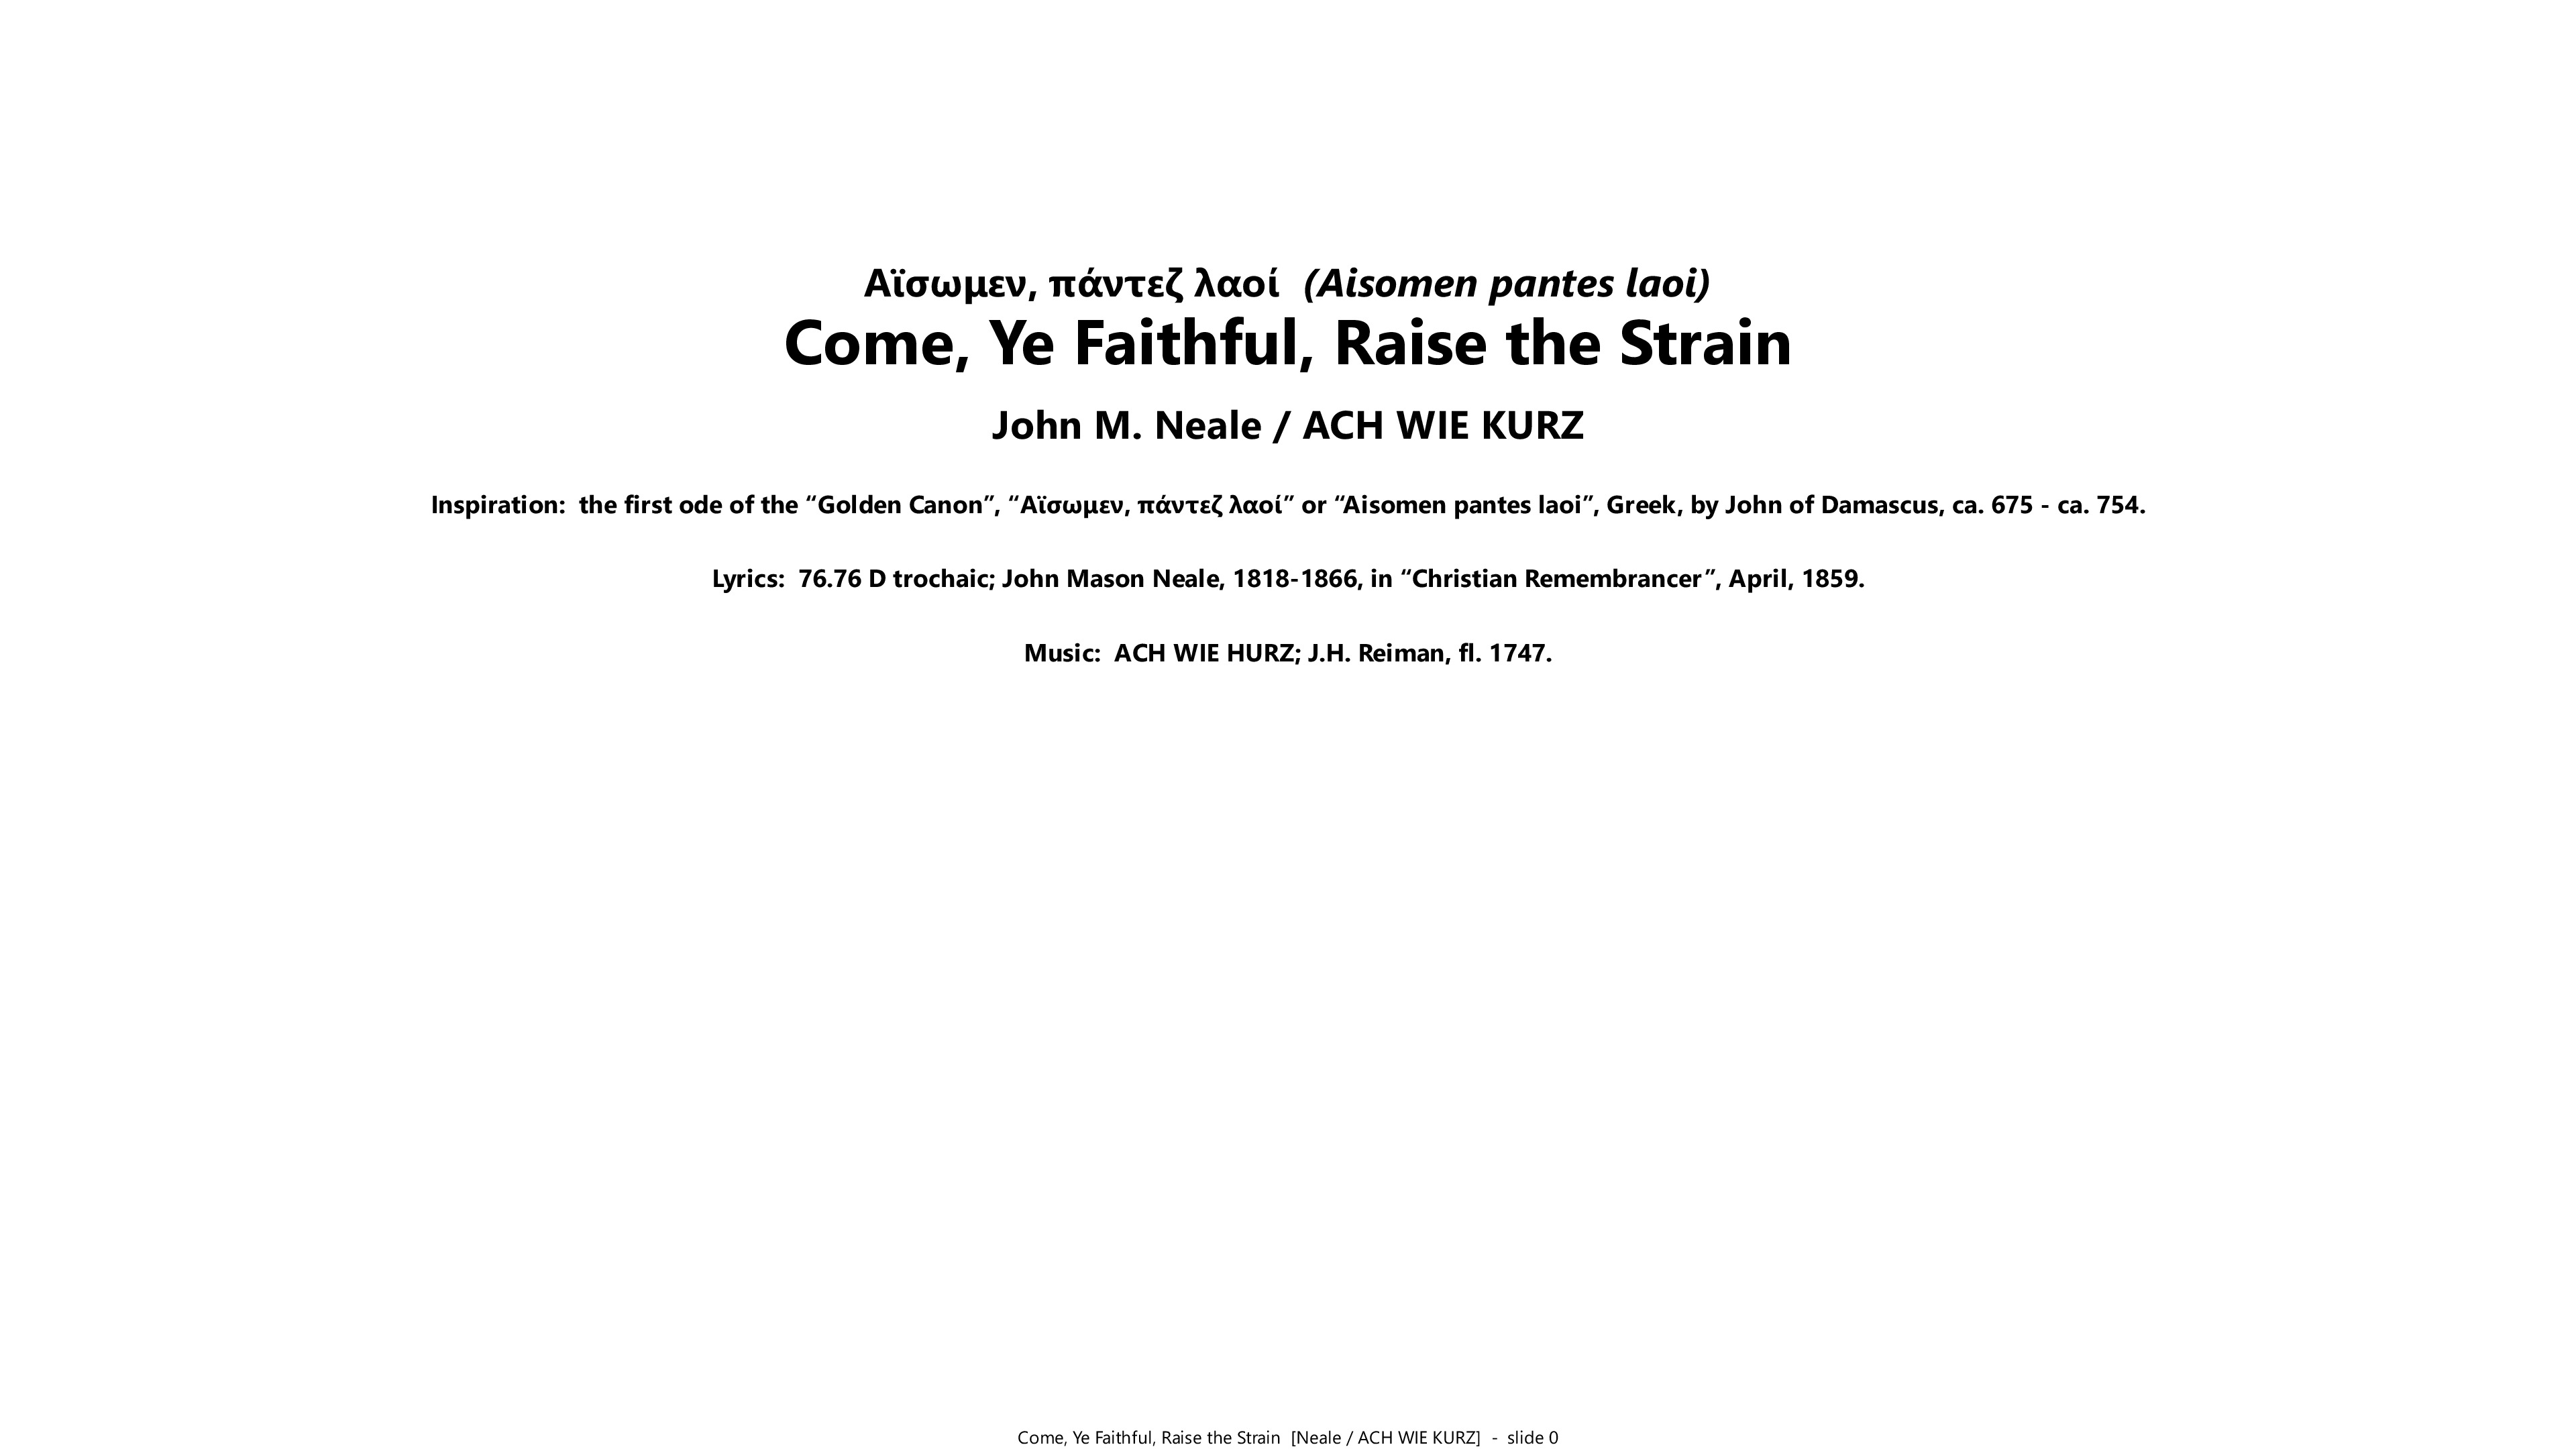 Αϊσωμεν, πάντεζ λαοί  (Aisomen pantes laoi)
Come, Ye Faithful, Raise the Strain
John M. Neale / ACH WIE KURZ
Inspiration:  the first ode of the “Golden Canon”, “Αϊσωμεν, πάντεζ λαοί” or “Aisomen pantes laoi”, Greek, by John of Damascus, ca. 675 - ca. 754.
Lyrics:  76.76 D trochaic; John Mason Neale, 1818-1866, in “Christian Remembrancer”, April, 1859.
Music:  ACH WIE HURZ; J.H. Reiman, fl. 1747.
Come, Ye Faithful, Raise the Strain  [Neale / ACH WIE KURZ]  -  slide 0